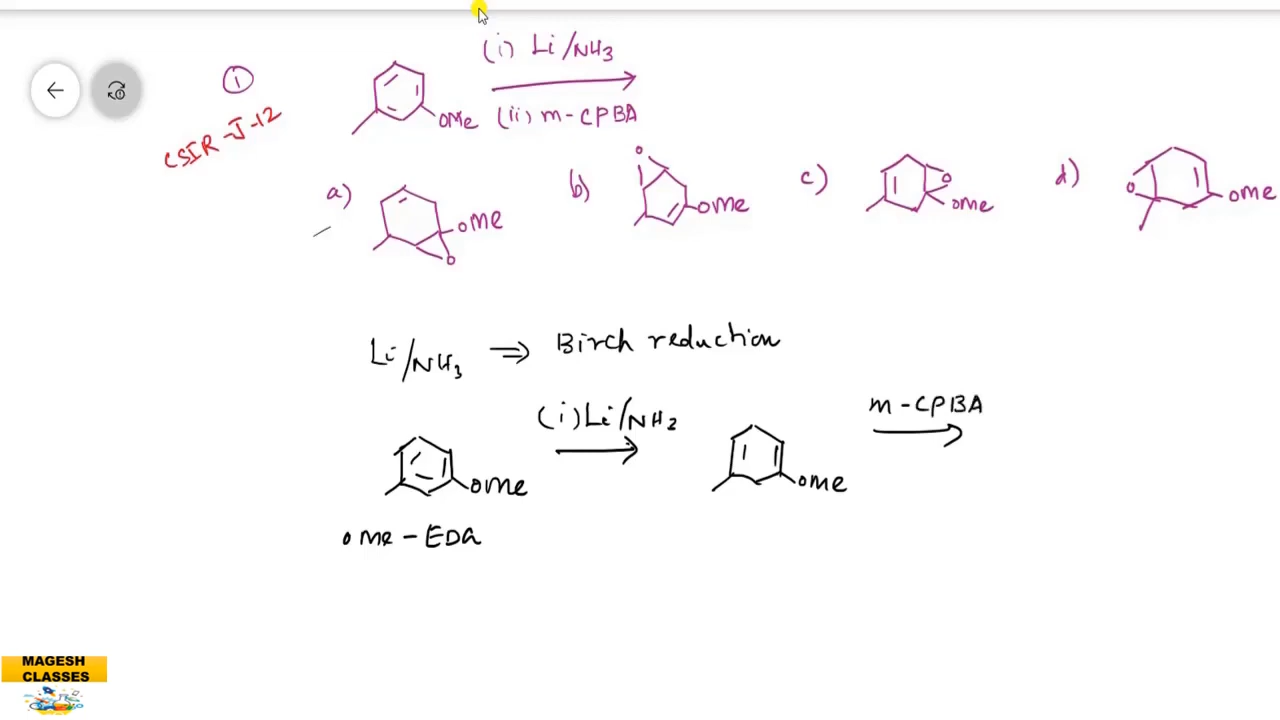 (i) Li/NH3
①
OMe
(ii) m-CPBA
CSIR-J-12
a)
OMe
O
b)
O
OMe
c)
O
OMe
d)
O
OMe
Li/NH3 ⇒ Birch reduction
(i) Li/NH2
m-CPBA
OMe
OMe
OMe - EDG
MAGESH
CLASSES